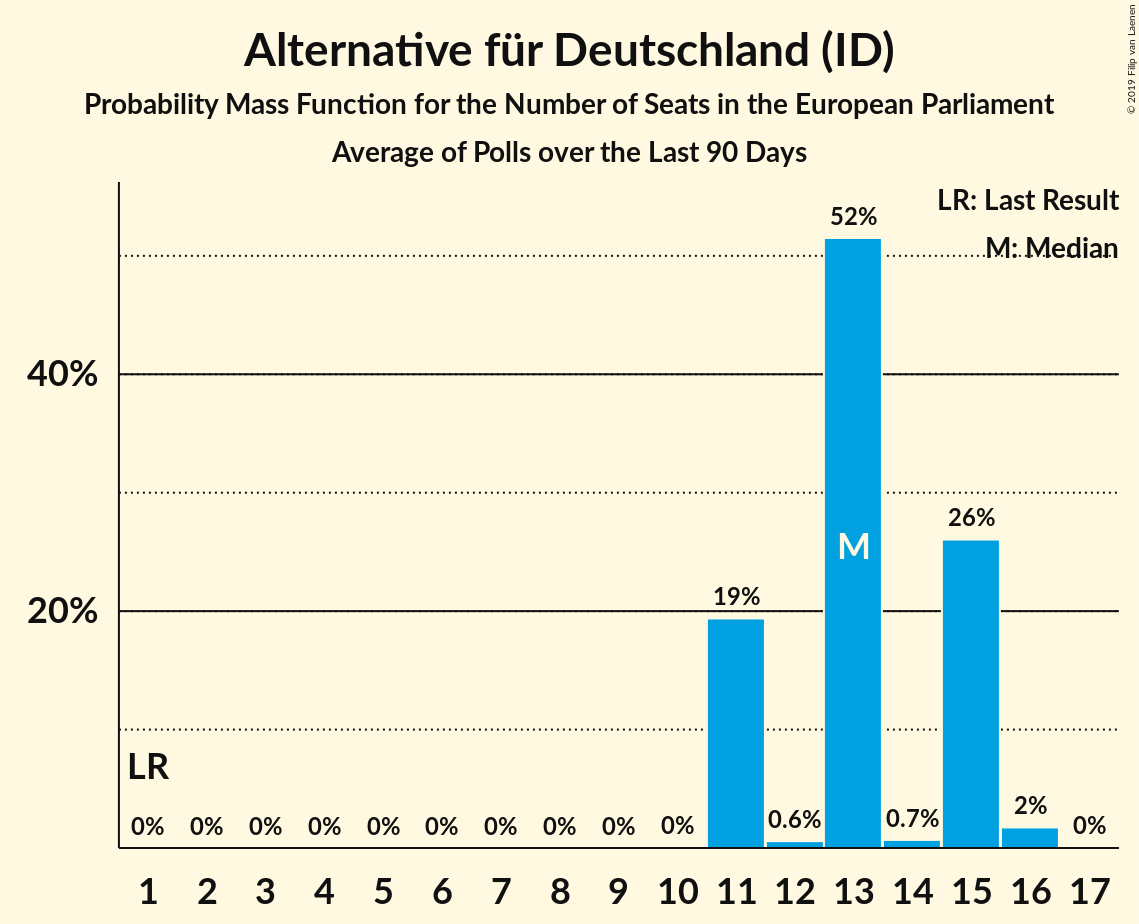 Alternative für Deutschland (ID)
Probability Mass Function for the Number of Seats in the European Parliament
Average of Polls over the Last 90 Days
© 2019 Filip van Laenen
LR: Last Result
M: Median
40%
20%
52%
26%
19%
M
LR
0% 0% 0% 0% 0% 0% 0% 0% 0% 0% 0.6% 0.7% 2% 0%
1 2 3 4 5 6 7 8 9 10 11 12 13 14 15 16 17